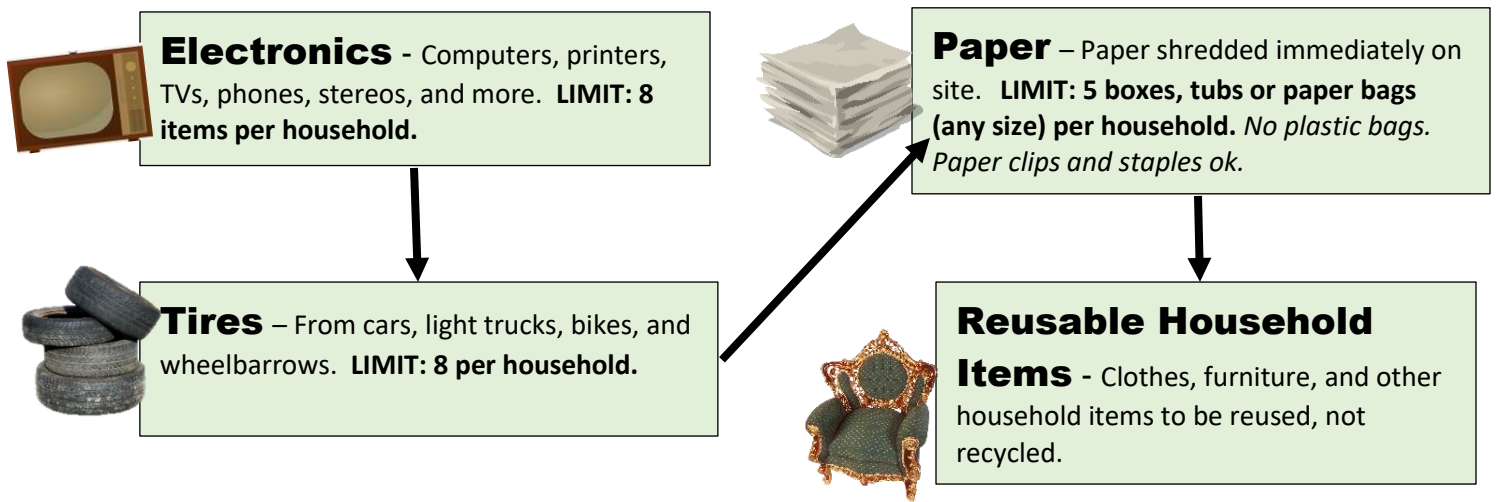 Electronics - Computers, printers,
TVs, phones, stereos, and more.  LIMIT: 8
items per household.
Tires – From cars, light trucks, bikes, and
wheelbarrows.  LIMIT: 8 per household.
Paper – Paper shredded immediately on
site.  LIMIT: 5 boxes, tubs or paper bags
(any size) per household. No plastic bags.
Paper clips and staples ok.
Reusable Household
Items - Clothes, furniture, and other
household items to be reused, not
recycled.